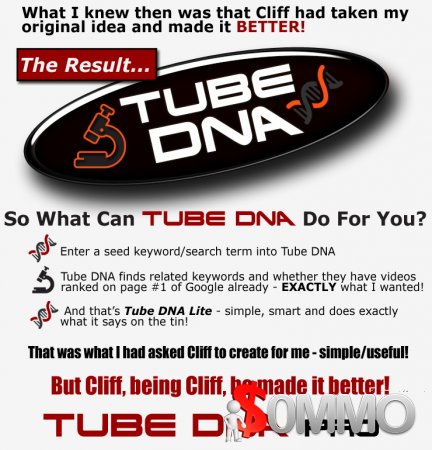 What I knew then was that Cliff had taken my
original idea and made it BETTER!
The Result...
TUBE
DNA
So What Can TUBE DNA Do For You?
Enter a seed keyword/search term into Tube DNA
Tube DNA finds related keywords and whether they have videos
ranked on page #1 of Google already - EXACTLY what I wanted!
And that's Tube DNA Lite - simple, smart and does exactly
what it says on the tin!
That was what I had asked Cliff to create for me - simple/useful!
But Cliff, being Cliff, he made it better!
TUBE DNA PRO
$OMMO